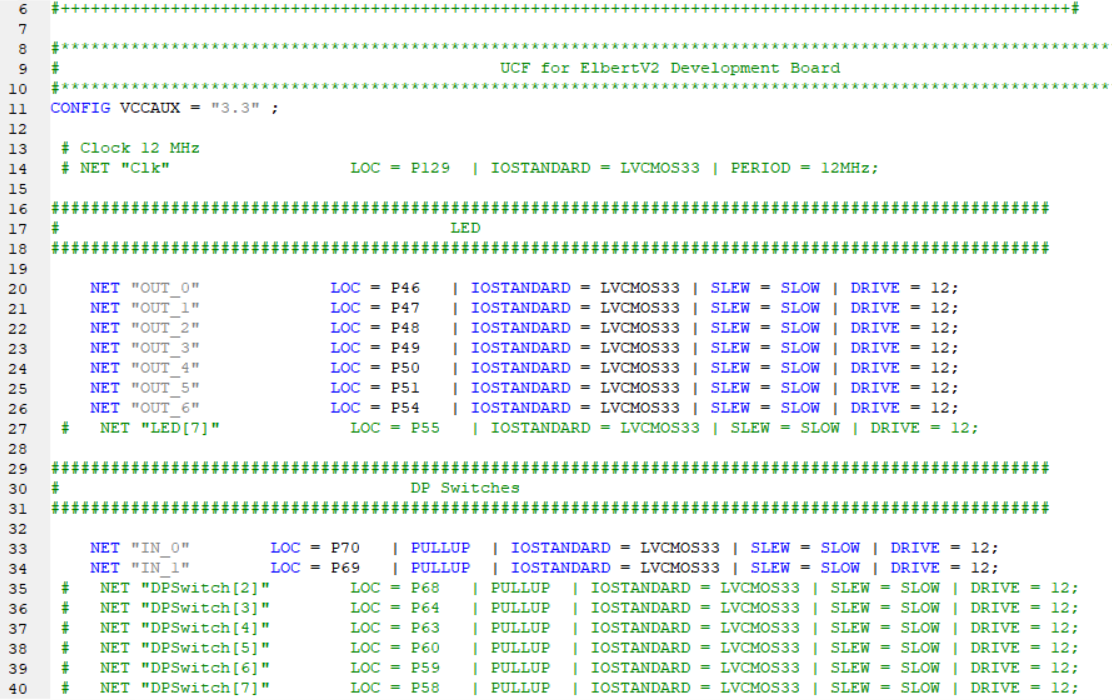 6 #+++++++++++++++++++++++++++++++++++++++++++++++++++++++++++++++++++++++++++++++++++++++++++++++++++++#
7
8 #*********************************************************************************************************
9 # UCF for ElbertV2 Development Board
10 #*********************************************************************************************************
11 CONFIG VCCAUX = "3.3" ;
12
13 # Clock 12 MHz
14 # NET "Clk" LOC = P129 | IOSTANDARD = LVCMOS33 | PERIOD = 12MHz;
15
16 ####################################################################################################
17 # LED
18 ####################################################################################################
19
20 NET "OUT_0" LOC = P46 | IOSTANDARD = LVCMOS33 | SLEW = SLOW | DRIVE = 12;
21 NET "OUT_1" LOC = P47 | IOSTANDARD = LVCMOS33 | SLEW = SLOW | DRIVE = 12;
22 NET "OUT_2" LOC = P48 | IOSTANDARD = LVCMOS33 | SLEW = SLOW | DRIVE = 12;
23 NET "OUT_3" LOC = P49 | IOSTANDARD = LVCMOS33 | SLEW = SLOW | DRIVE = 12;
24 NET "OUT_4" LOC = P50 | IOSTANDARD = LVCMOS33 | SLEW = SLOW | DRIVE = 12;
25 NET "OUT_5" LOC = P51 | IOSTANDARD = LVCMOS33 | SLEW = SLOW | DRIVE = 12;
26 NET "OUT_6" LOC = P54 | IOSTANDARD = LVCMOS33 | SLEW = SLOW | DRIVE = 12;
27 # NET "LED[7]" LOC = P55 | IOSTANDARD = LVCMOS33 | SLEW = SLOW | DRIVE = 12;
28
29 ####################################################################################################
30 # DP Switches
31 ####################################################################################################
32
33 NET "IN_0" LOC = P70 | PULLUP | IOSTANDARD = LVCMOS33 | SLEW = SLOW | DRIVE = 12;
34 NET "IN_1" LOC = P69 | PULLUP | IOSTANDARD = LVCMOS33 | SLEW = SLOW | DRIVE = 12;
35 # NET "DPSwitch[2]" LOC = P68 | PULLUP | IOSTANDARD = LVCMOS33 | SLEW = SLOW | DRIVE = 12;
36 # NET "DPSwitch[3]" LOC = P64 | PULLUP | IOSTANDARD = LVCMOS33 | SLEW = SLOW | DRIVE = 12;
37 # NET "DPSwitch[4]" LOC = P63 | PULLUP | IOSTANDARD = LVCMOS33 | SLEW = SLOW | DRIVE = 12;
38 # NET "DPSwitch[5]" LOC = P60 | PULLUP | IOSTANDARD = LVCMOS33 | SLEW = SLOW | DRIVE = 12;
39 # NET "DPSwitch[6]" LOC = P59 | PULLUP | IOSTANDARD = LVCMOS33 | SLEW = SLOW | DRIVE = 12;
40 # NET "DPSwitch[7]" LOC = P58 | PULLUP | IOSTANDARD = LVCMOS33 | SLEW = SLOW | DRIVE = 12;